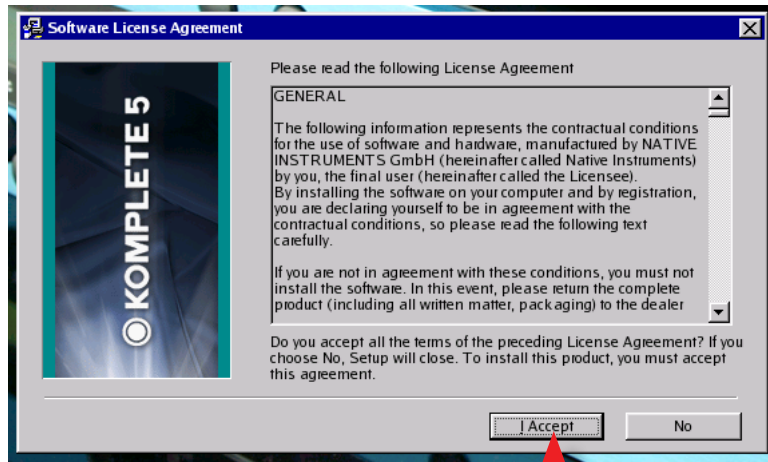 Software License Agreement
KOMPLETE 5
Please read the following License Agreement
GENERAL
The following information represents the contractual conditions
for the use of software and hardware, manufactured by NATIVE
INSTRUMENTS GmbH (hereinafter called Native Instruments)
by you, the final user (hereinafter called the Licensee).
By installing the software on your computer and by registration,
you are declaring yourself to be in agreement with the
contractual conditions, so please read the following text
carefully.
If you are not in agreement with these conditions, you must not
install the software. In this event, please return the complete
product (including all written matter, packaging) to the dealer
Do you accept all the terms of the preceding License Agreement? If you
choose No, Setup will close. To install this product, you must accept
this agreement.
I Accept
No